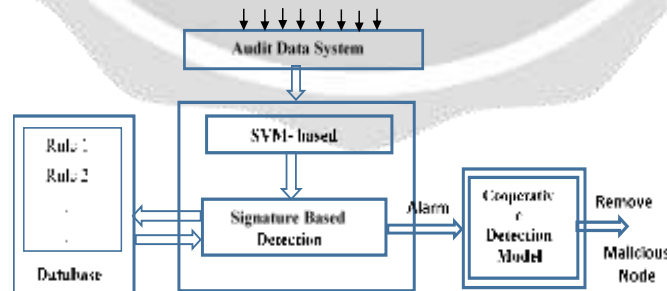 Audit Data System
SVM- based
Rule 1
Rule 2
.
.
Database
Signature Based
Detection
Alarm
Cooperativ
e
Detection
Model
Remove
Malicious
Node